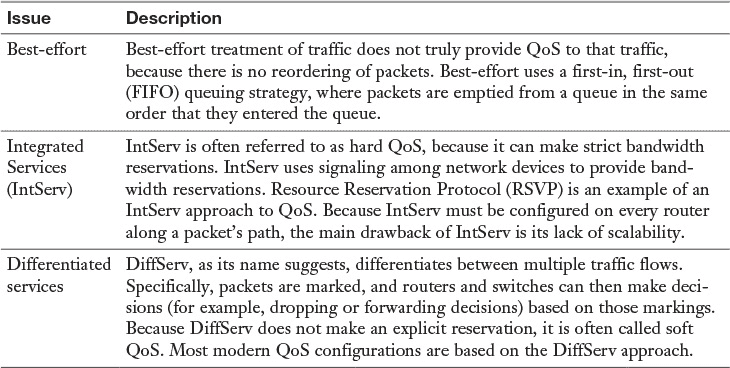 Issue Description
Best-effort Best-effort treatment of traffic does not truly provide QoS to that traffic,
because there is no reordering of packets. Best-effort uses a first-in, first-out
(FIFO) queuing strategy, where packets are emptied from a queue in the same
order that they entered the queue.
Integrated IntServ is often referred to as hard QoS, because it can make strict bandwidth
Services reservations. IntServ uses signaling among network devices to provide band-
(IntServ) width reservations. Resource Reservation Protocol (RSVP) is an example of an
IntServ approach to QoS. Because IntServ must be configured on every router
along a packet’s path, the main drawback of IntServ is its lack of scalability.
Differentiated DiffServ, as its name suggests, differentiates between multiple traffic flows.
services Specifically, packets are marked, and routers and switches can then make deci-
sions (for example, dropping or forwarding decisions) based on those markings.
Because DiffServ does not make an explicit reservation, it is often called soft
QoS. Most modern QoS configurations are based on the DiffServ approach.